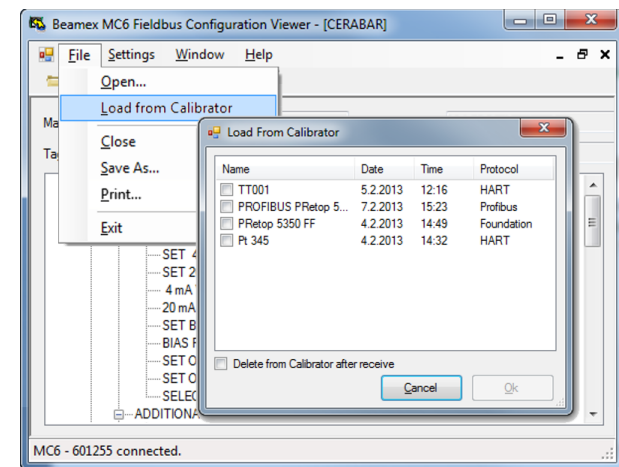 Beamex MC6 Fieldbus Configuration Viewer - [CERABAR]
File Settings Window Help
Open...
Load from Calibrator
Close
Save As...
Print...
Exit
Load From Calibrator
Name Date Time Protocol
TT001 5.2.2013 12:16 HART
PROFIBUS PRetop 5... 7.2.2013 15:23 Profibus
PRetop 5350 FF 4.2.2013 14:49 Foundation
Pt 345 4.2.2013 14:32 HART
Delete from Calibrator after receive
Cancel Ok
Ma
Ta
SET 4
SET 2
4 mA
20 mA
SET B
BIAS
SET O
SET O
SELEC
ADDITIONA
MC6 - 601255 connected.